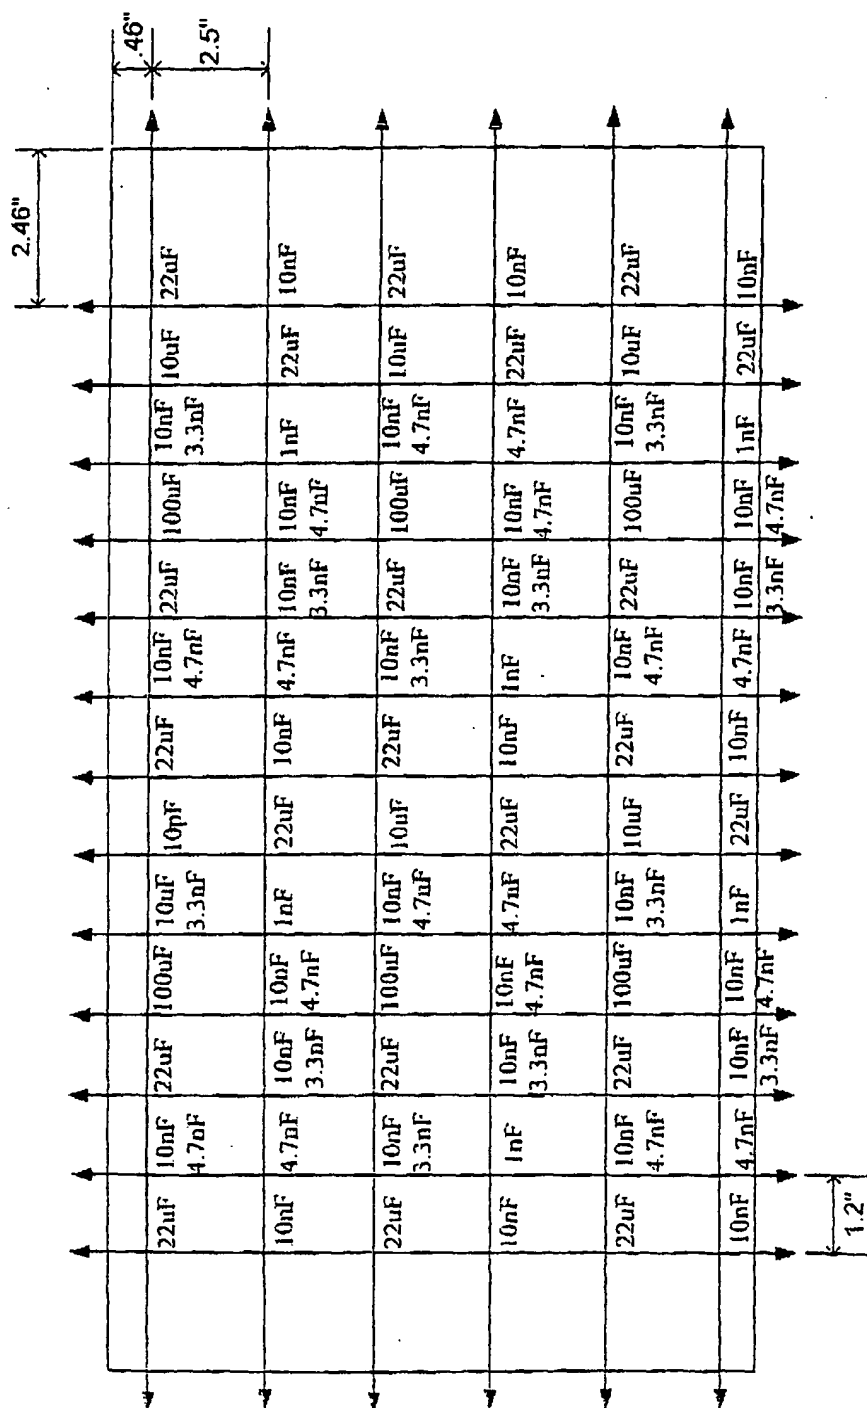 2.46"
.46"
2.5"
22uF 10nF 22uF 100uF 10uF 10pF 22uF 10nF 22uF 100uF 10nF 10uF 22uF
4.7nF 3.3nF 4.7nF 3.3nF
10nF 4.7nF 10nF 10uF 1nF 22uF 10nF 4.7nF 10nF 10nF 1nF 22uF 10nF
3.3nF 4.7nF 3.3nF 4.7uF
22uF 10nF 22uF 100uF 10nF 10uF 22uF 10nF 22uF 100uF 10nF 10uF 22uF
3.3nF 4.7uF 3.3nF 4.7nF
10nF 1nF 10nF 10nF 4.7nF 22uF 10nF 1nF 10nF 10nF 4.7nF 22uF 10nF
3.3nF 4.7nF 3.3nF 4.7nF
22uF 10nF 22uF 100uF 10nF 10uF 22uF 10nF 22uF 100uF 10nF 10uF 22uF
4.7nF 3.3nF 4.7nF 3.3nF
10nF 4.7nF 10nF 10nF 1nF 22uF 10nF 4.7nF 10nF 10nF 1nF 22uF 10nF
3.3nF 4.7nF 3.3nF 4.7nF
1.2"